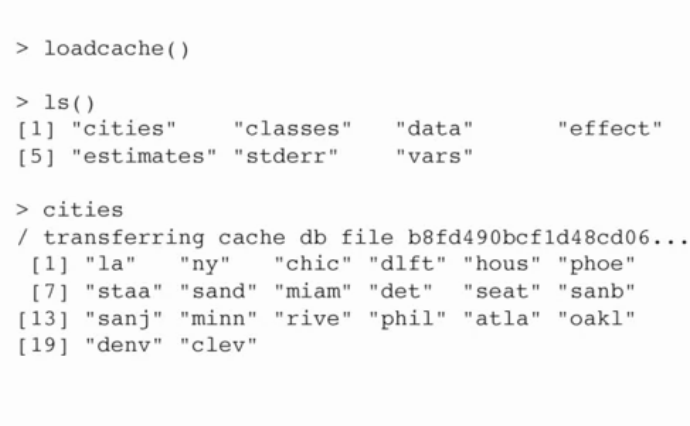 > loadcache()
> ls()
[1] "cities"    "classes"   "data"      "effect"
[5] "estimates" "stderr"    "vars"
> cities
/ transferring cache db file b8fd490bcf1d48cd06...
 [1] "la"   "ny"   "chic" "dlft" "hous" "phoe"
 [7] "staa" "sand" "miam" "det"  "seat" "sanb"
[13] "sanj" "minn" "rive" "phil" "atla" "oakl"
[19] "denv" "clev"